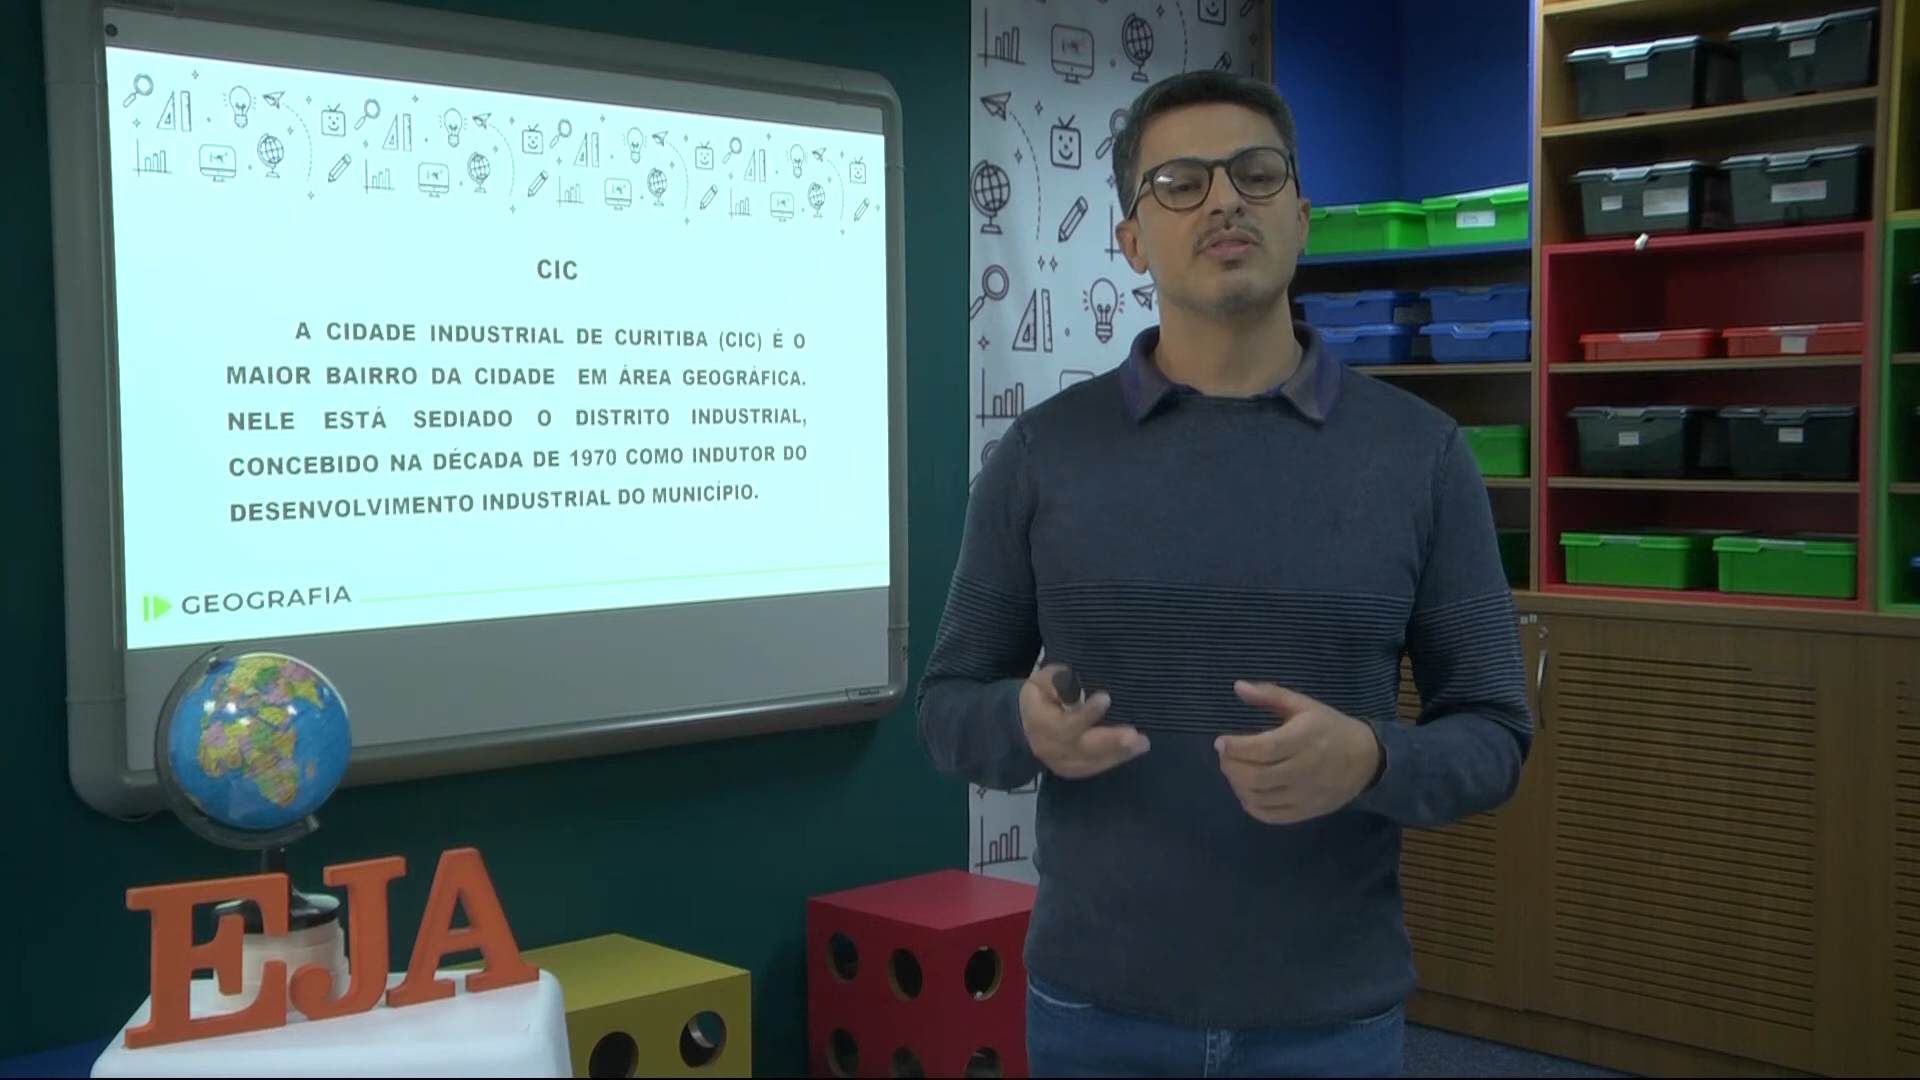 CIC
A CIDADE INDUSTRIAL DE CURITIBA (CIC) É O
MAIOR BAIRRO DA CIDADE EM ÁREA GEOGRÁFICA.
NELE ESTÁ SEDIADO O DISTRITO INDUSTRIAL,
CONCEBIDO NA DÉCADA DE 1970 COMO INDUTOR DO
DESENVOLVIMENTO INDUSTRIAL DO MUNICÍPIO.
GEOGRAFIA
EJA